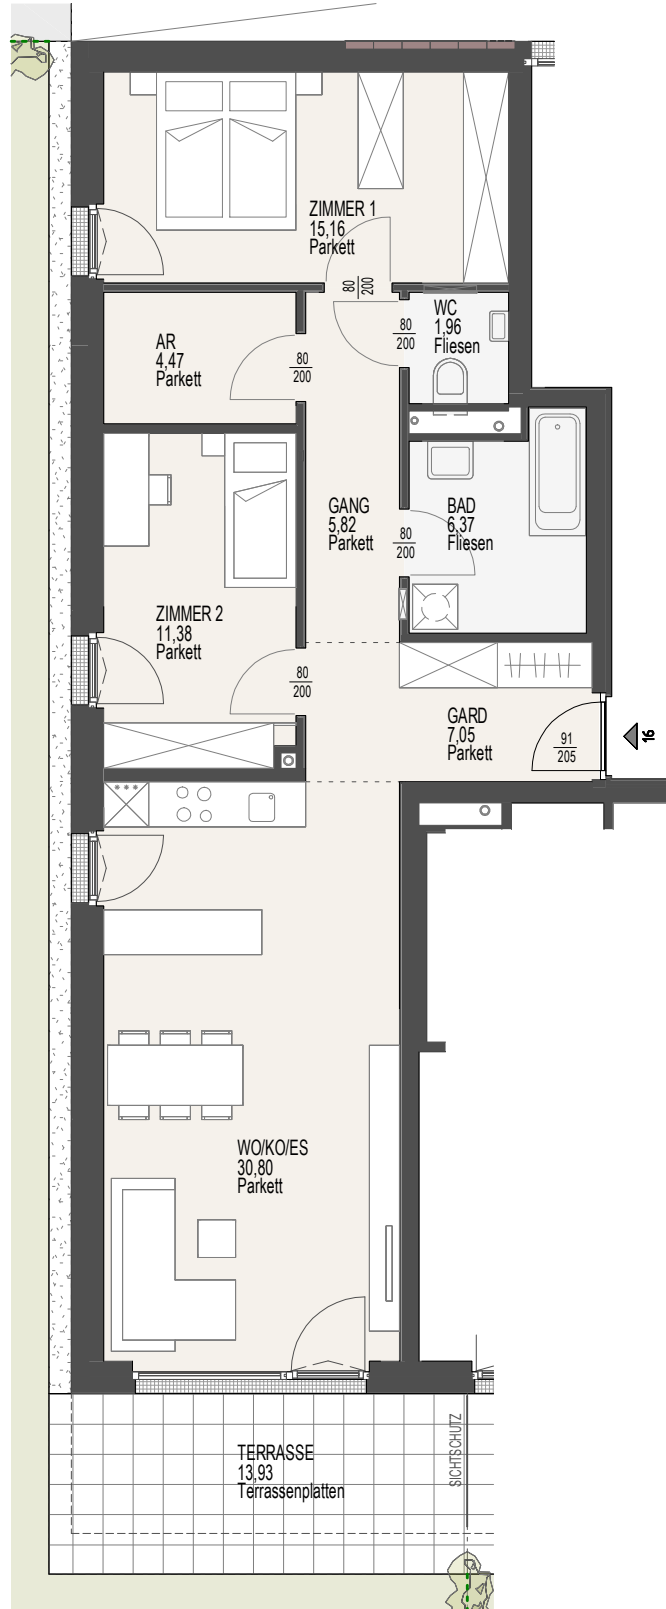 ZIMMER 1
15,16
Parkett
80
200
WC
1,96
Fliesen
80
200
AR
4,47
Parkett
80
200
GANG
5,82
Parkett
BAD
6,37
Fliesen
80
200
ZIMMER 2
11,38
Parkett
80
200
GARD
7,05
Parkett
91
205
16
WO/KO/ES
30,80
Parkett
TERRASSE
13,93
Terrassenplatten
SICHTSCHUTZ